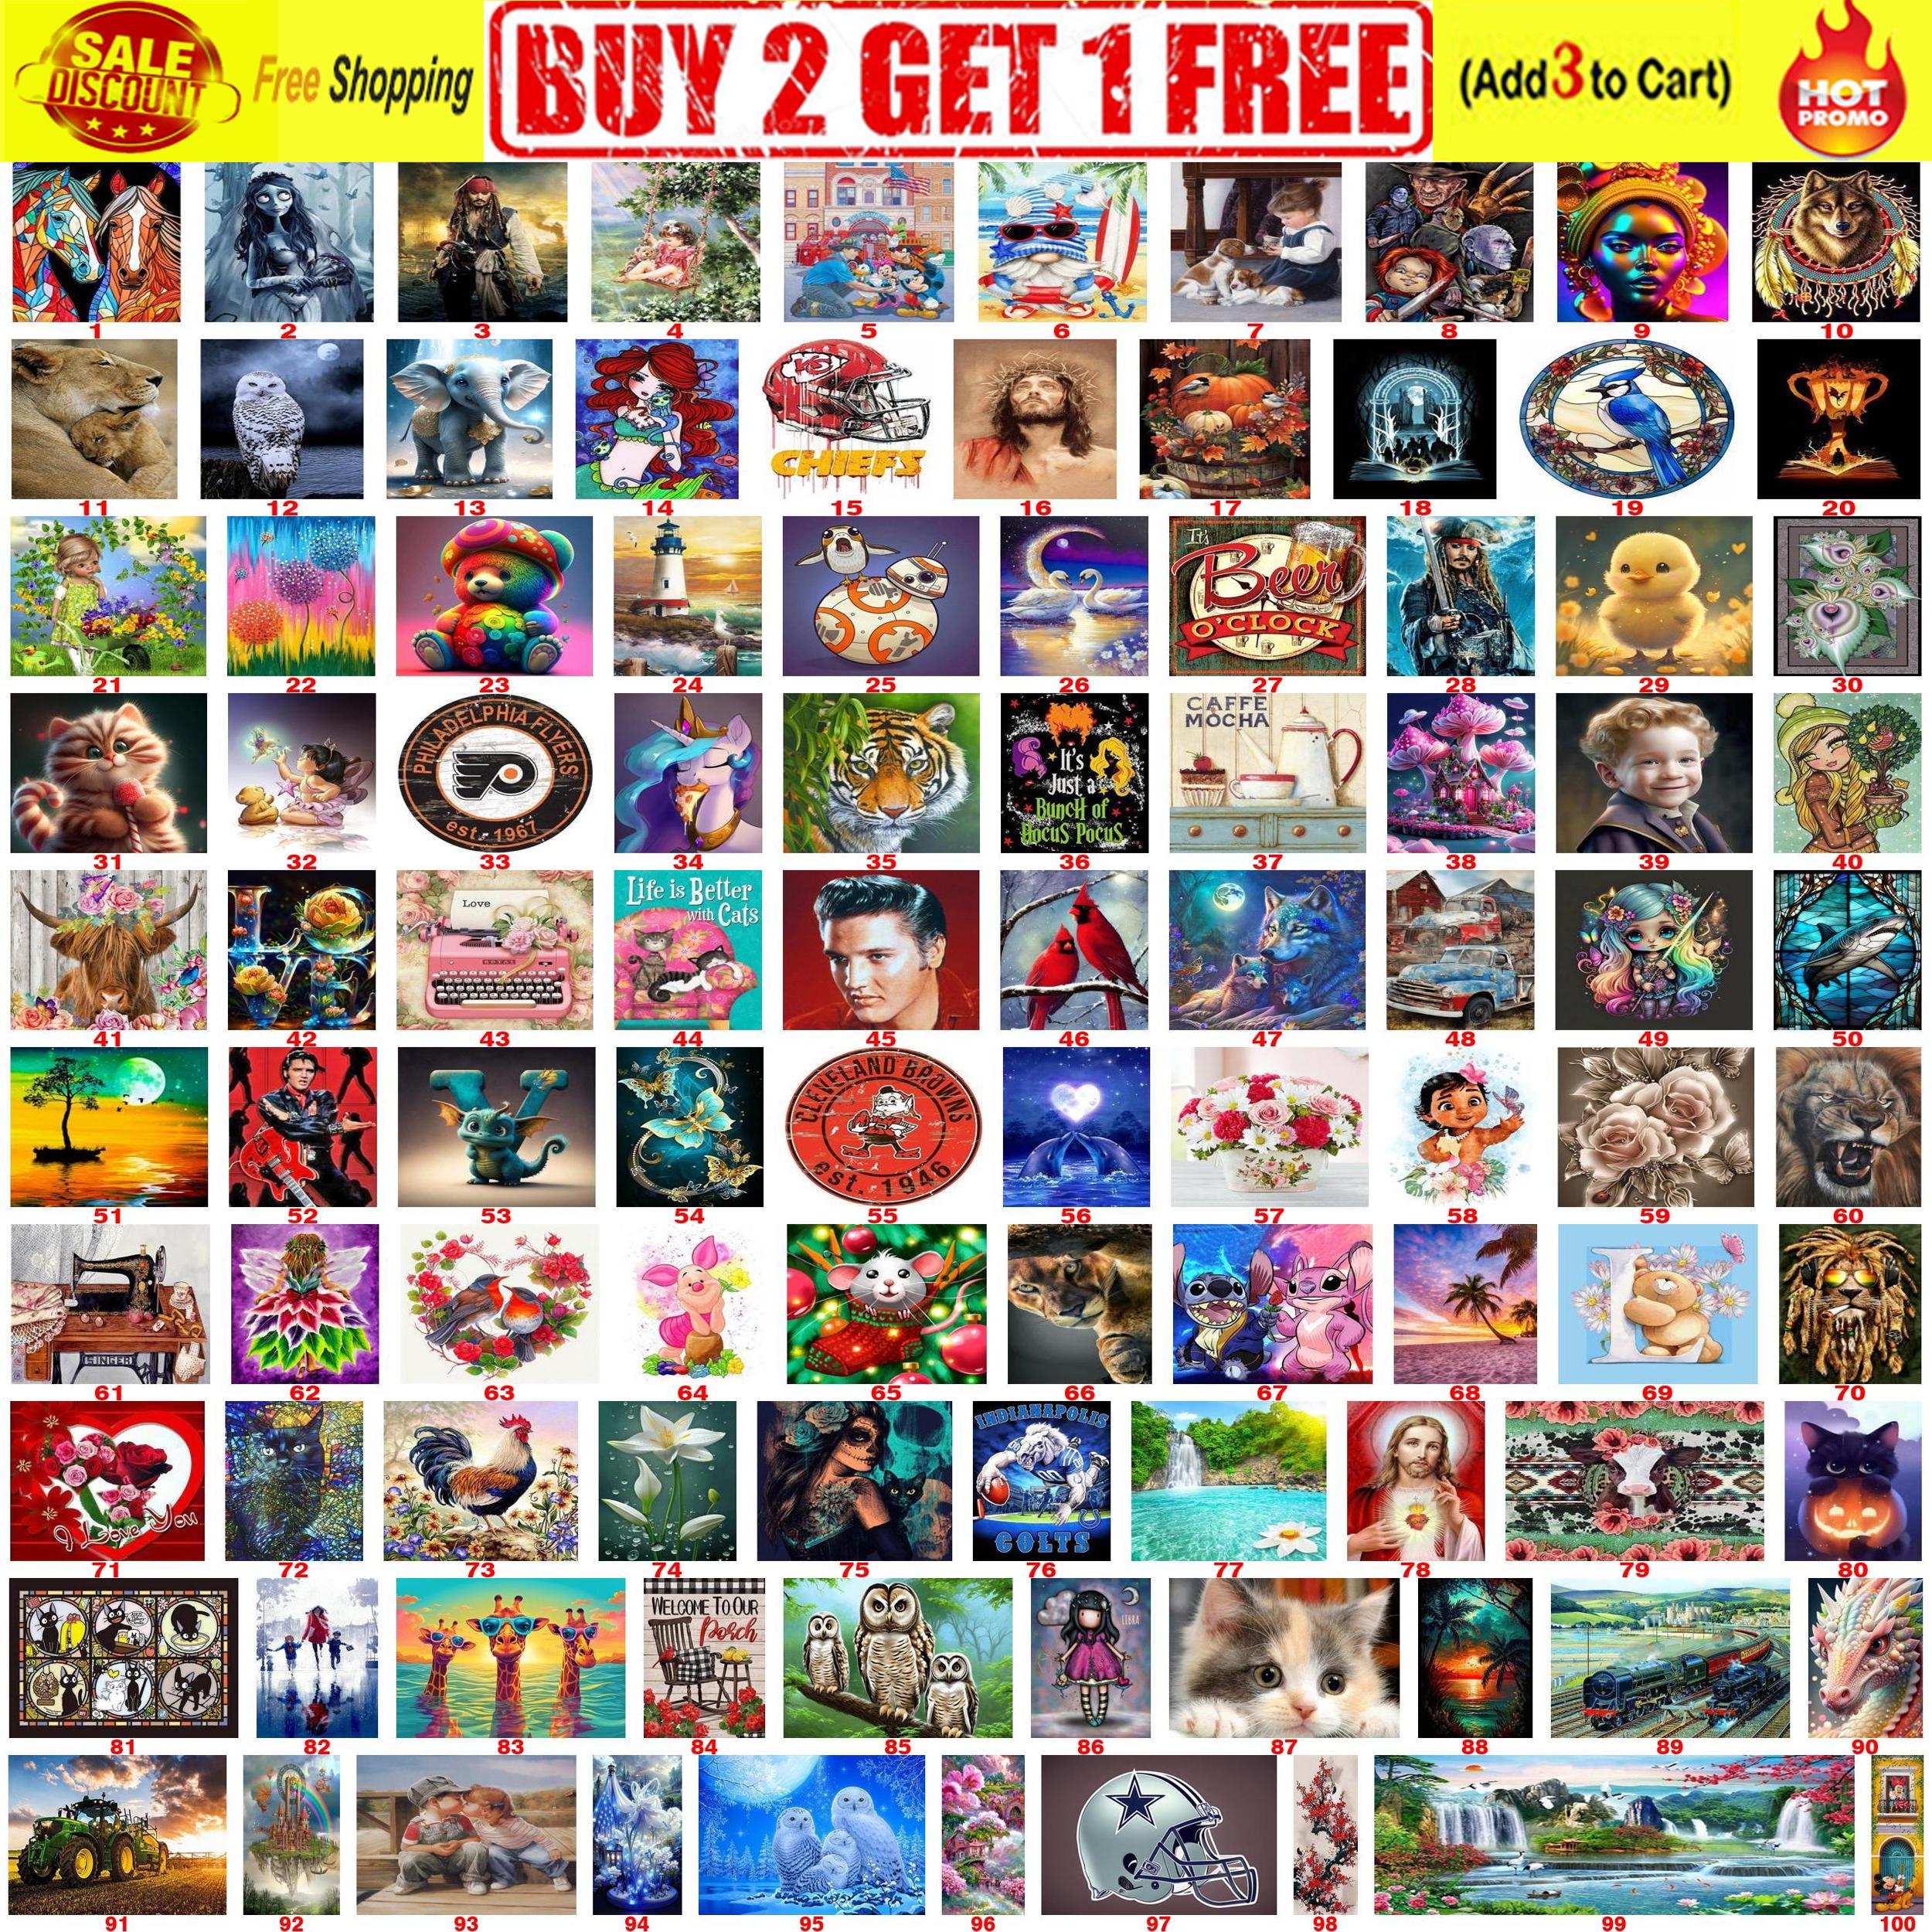 SALE
DISCOUNT
Free Shopping
BUY 2 GET 1 FREE
(Add 3 to Cart)
HOT
PROMO
1 2 3 4 5 6 7 8 9 10
CHIEFS
11 12 13 14 15 16 17 18 19 20
It's
Beer
O'CLOCK
21 22 23 24 25 26 27 28 29 30
PHILADELPHIA FLYERS
est. 1967
It's
Just a
Bunch of
Hocus Pocus
CAFFE
MOCHA
31 32 33 34 35 36 37 38 39 40
Love
ROYAL
Life is Better
with Cats
41 42 43 44 45 46 47 48 49 50
V
CLEVELAND BROWNS
est. 1946
51 52 53 54 55 56 57 58 59 60
SINGER
L
61 62 63 64 65 66 67 68 69 70
I Love You
INDIANAPOLIS
COLTS
71 72 73 74 75 76 77 78 79 80
WELCOME TO OUR
Porch
LIBRA
81 82 83 84 85 86 87 88 89 90
91 92 93 94 95 96 97 98 99 100